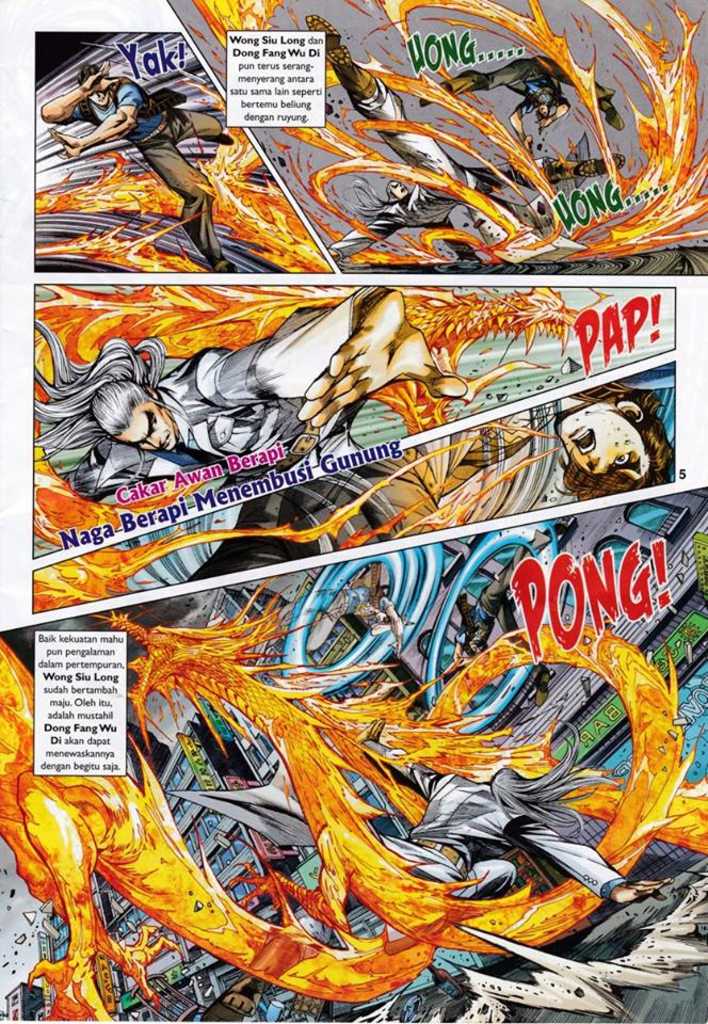 Yak!
Wong Siu Long dan
Dong Fang Wu Di
pun terus serang-
menyerang antara
satu sama lain seperti
bertemu beliung
dengan ruyung.
UONG.....
UONG.....
PAP!
Cakar Awan Berapi
Naga Berapi Menembusi Gunung
5
PONG!
Baik kekuatan mahu
pun pengalaman
dalam pertempuran,
Wong Siu Long
sudah bertambah
maju. Oleh itu,
adalah mustahil
Dong Fang Wu
Di akan dapat
menewaskannya
dengan begitu saja.
BAR